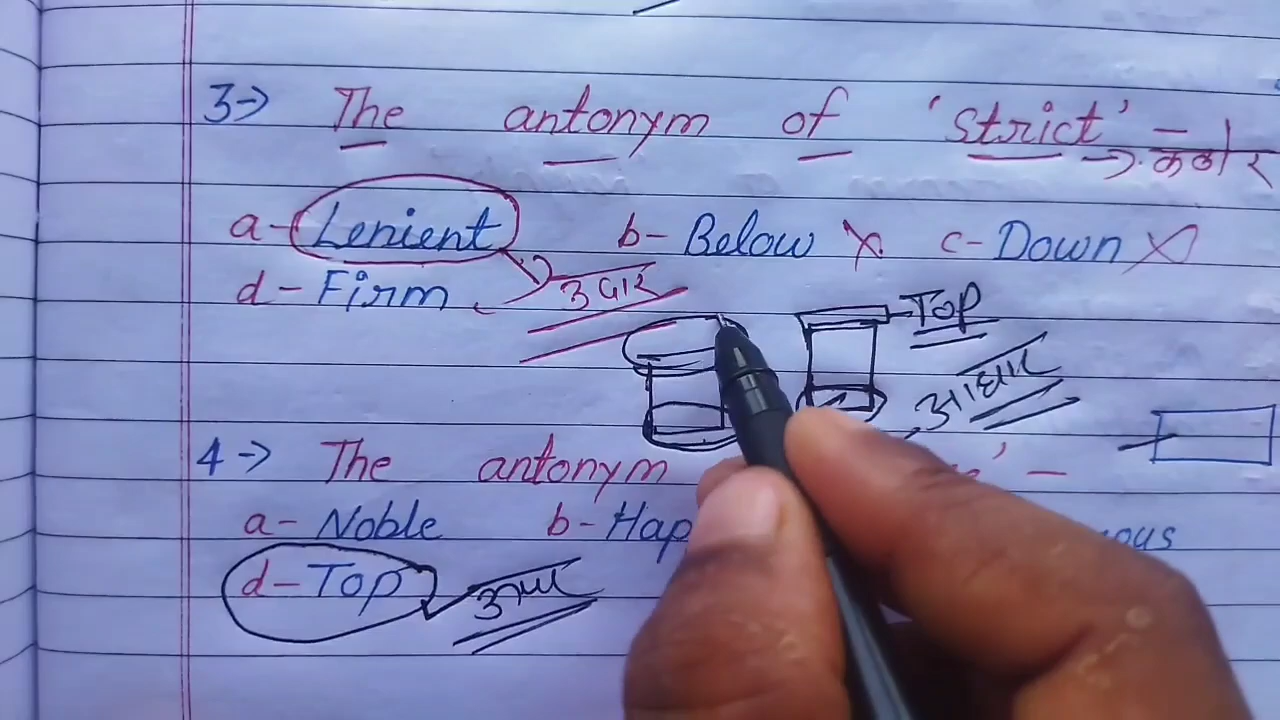 3→ The antonym of 'Strict' –
→ कठोर
a- Lenient b- Below c- Down
d- Firm
उदार
TOP
आधार
4→ The antonym ' –
a- Noble b- Hap
d- Top